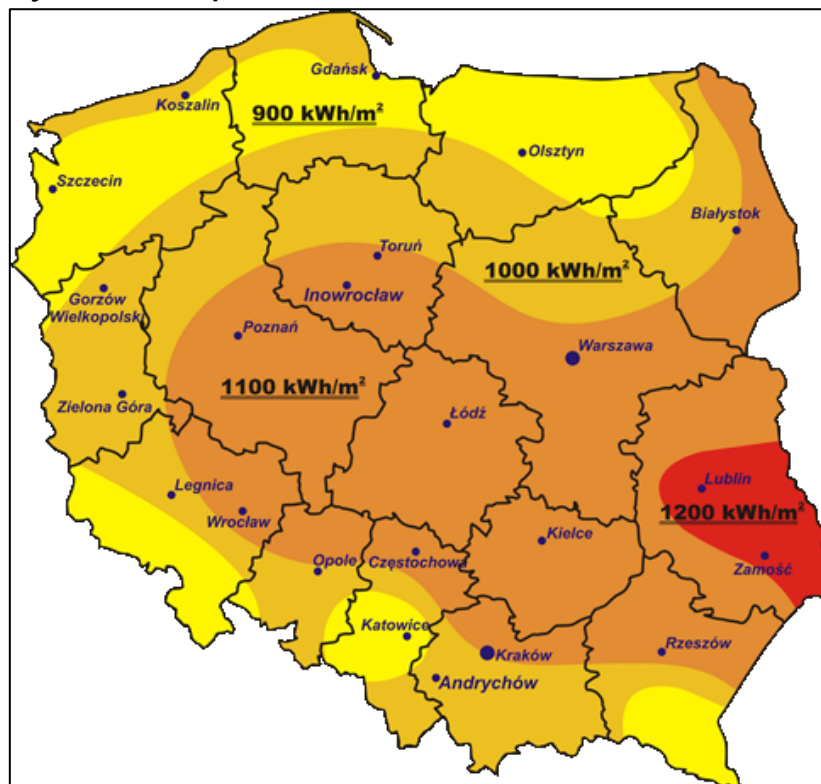 Gdańsk
Koszalin
900 kWh/m²
Olsztyn
Szczecin
Białystok
Toruń
1000 kWh/m²
Gorzów
Wielkopolski
Inowrocław
Poznań
Warszawa
1100 kWh/m²
Zielona Góra
Łódź
Lublin
Legnica
Wrocław
1200 kWh/m²
Kielce
Opole
Częstochowa
Zamość
Katowice
Kraków
Rzeszów
Andrychów